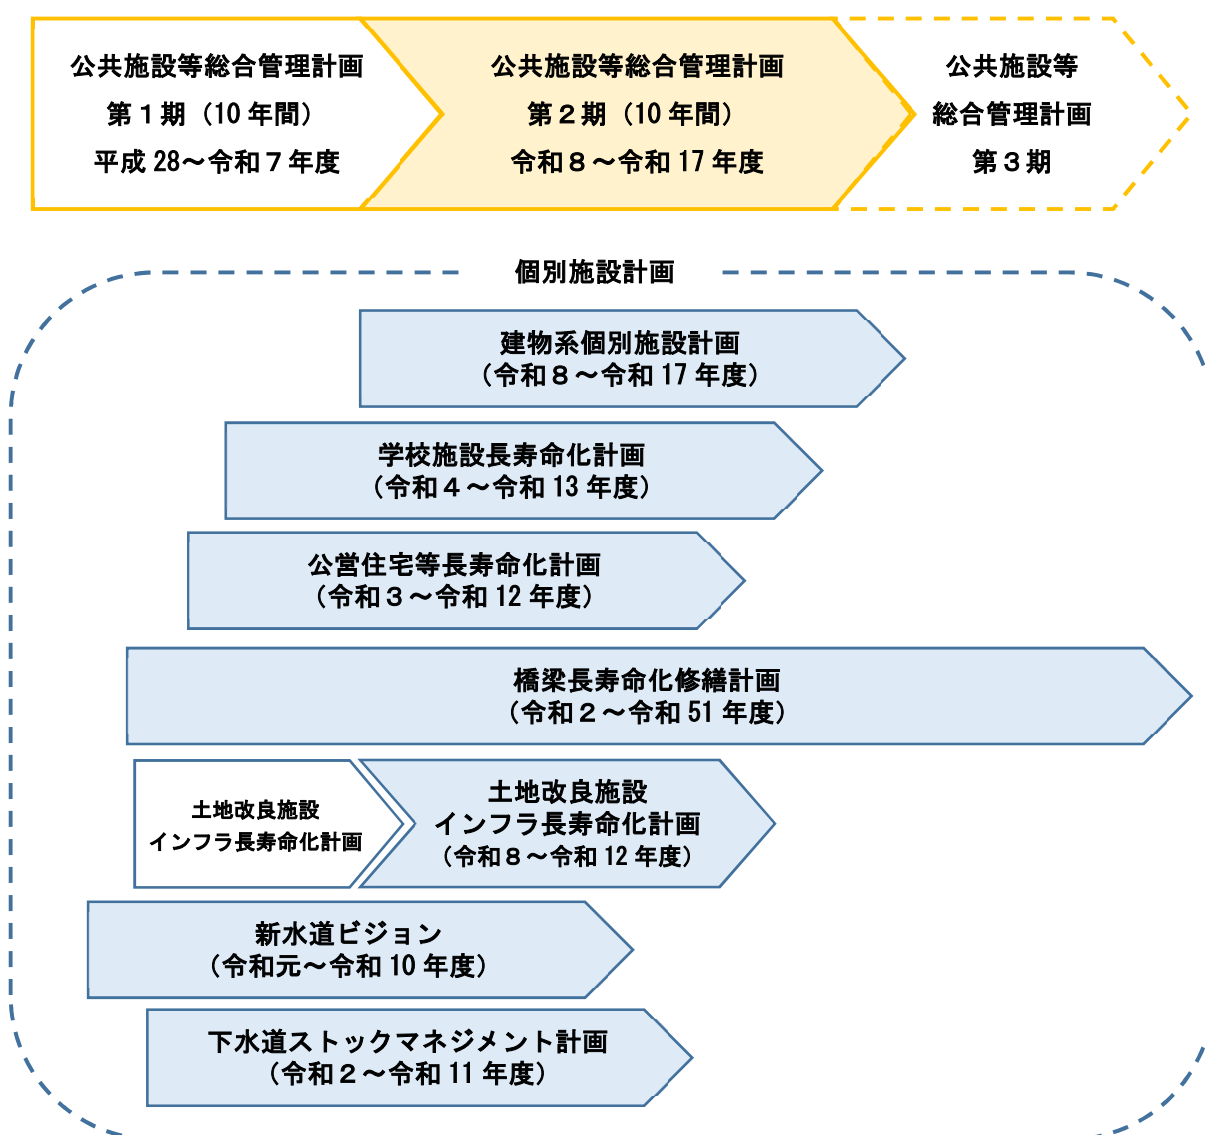 公共施設等総合管理計画
第１期（10 年間）
平成 28～令和７年度
公共施設等総合管理計画
第２期（10 年間）
令和８～令和 17 年度
公共施設等
総合管理計画
第３期
個別施設計画
建物系個別施設計画
（令和８～令和 17 年度）
学校施設長寿命化計画
（令和４～令和 13 年度）
公営住宅等長寿命化計画
（令和３～令和 12 年度）
橋梁長寿命化修繕計画
（令和２～令和 51 年度）
土地改良施設
インフラ長寿命化計画
土地改良施設
インフラ長寿命化計画
（令和８～令和 12 年度）
新水道ビジョン
（令和元～令和 10 年度）
下水道ストックマネジメント計画
（令和２～令和 11 年度）